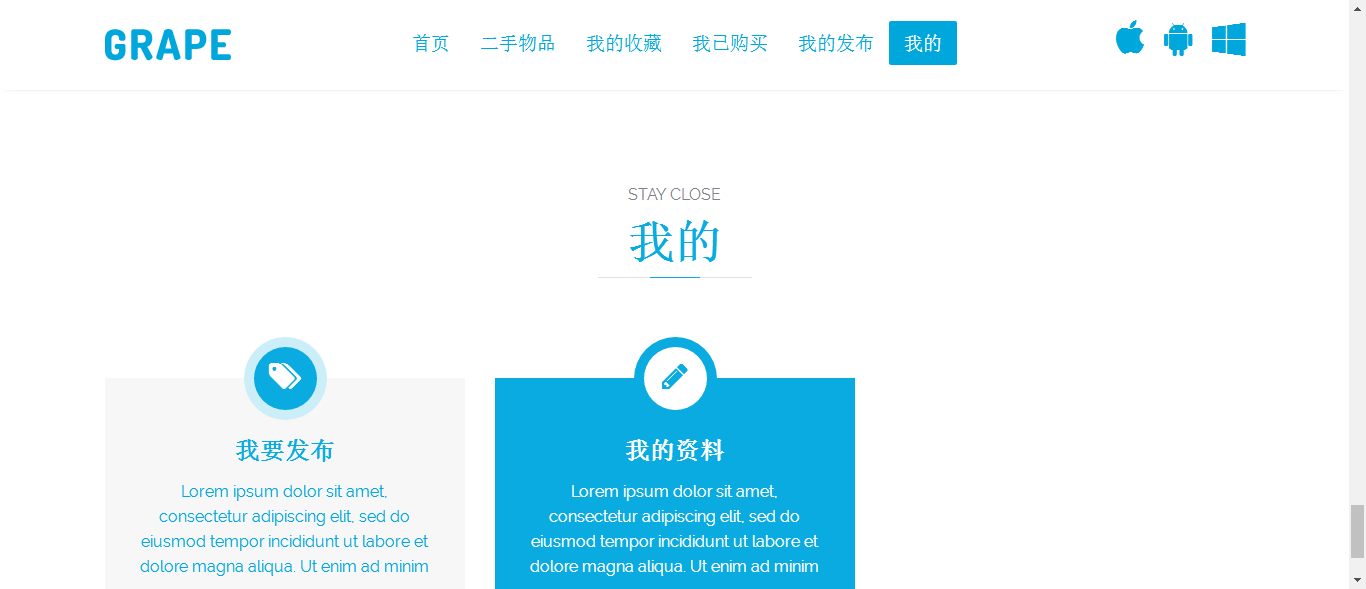 GRAPE
首页 二手物品 我的收藏 我已购买 我的发布 我的
STAY CLOSE
我的
我要发布
Lorem ipsum dolor sit amet,
consectetur adipiscing elit, sed do
eiusmod tempor incididunt ut labore et
dolore magna aliqua. Ut enim ad minim
我的资料
Lorem ipsum dolor sit amet,
consectetur adipiscing elit, sed do
eiusmod tempor incididunt ut labore et
dolore magna aliqua. Ut enim ad minim